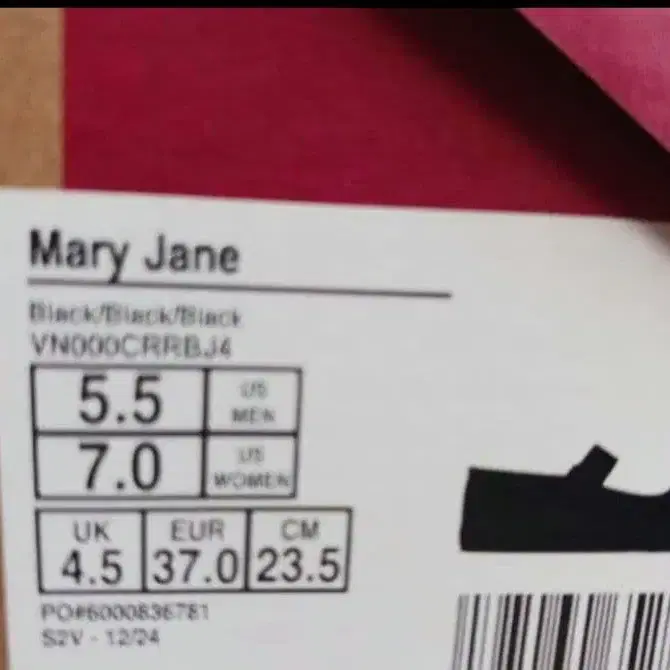 Mary Jane
Black/Black/Black
VN000CRRBJ4
5.5 US MEN
7.0 US WOMEN
UK EUR CM
4.5 37.0 23.5
PO#6000836781
S2V - 12/24